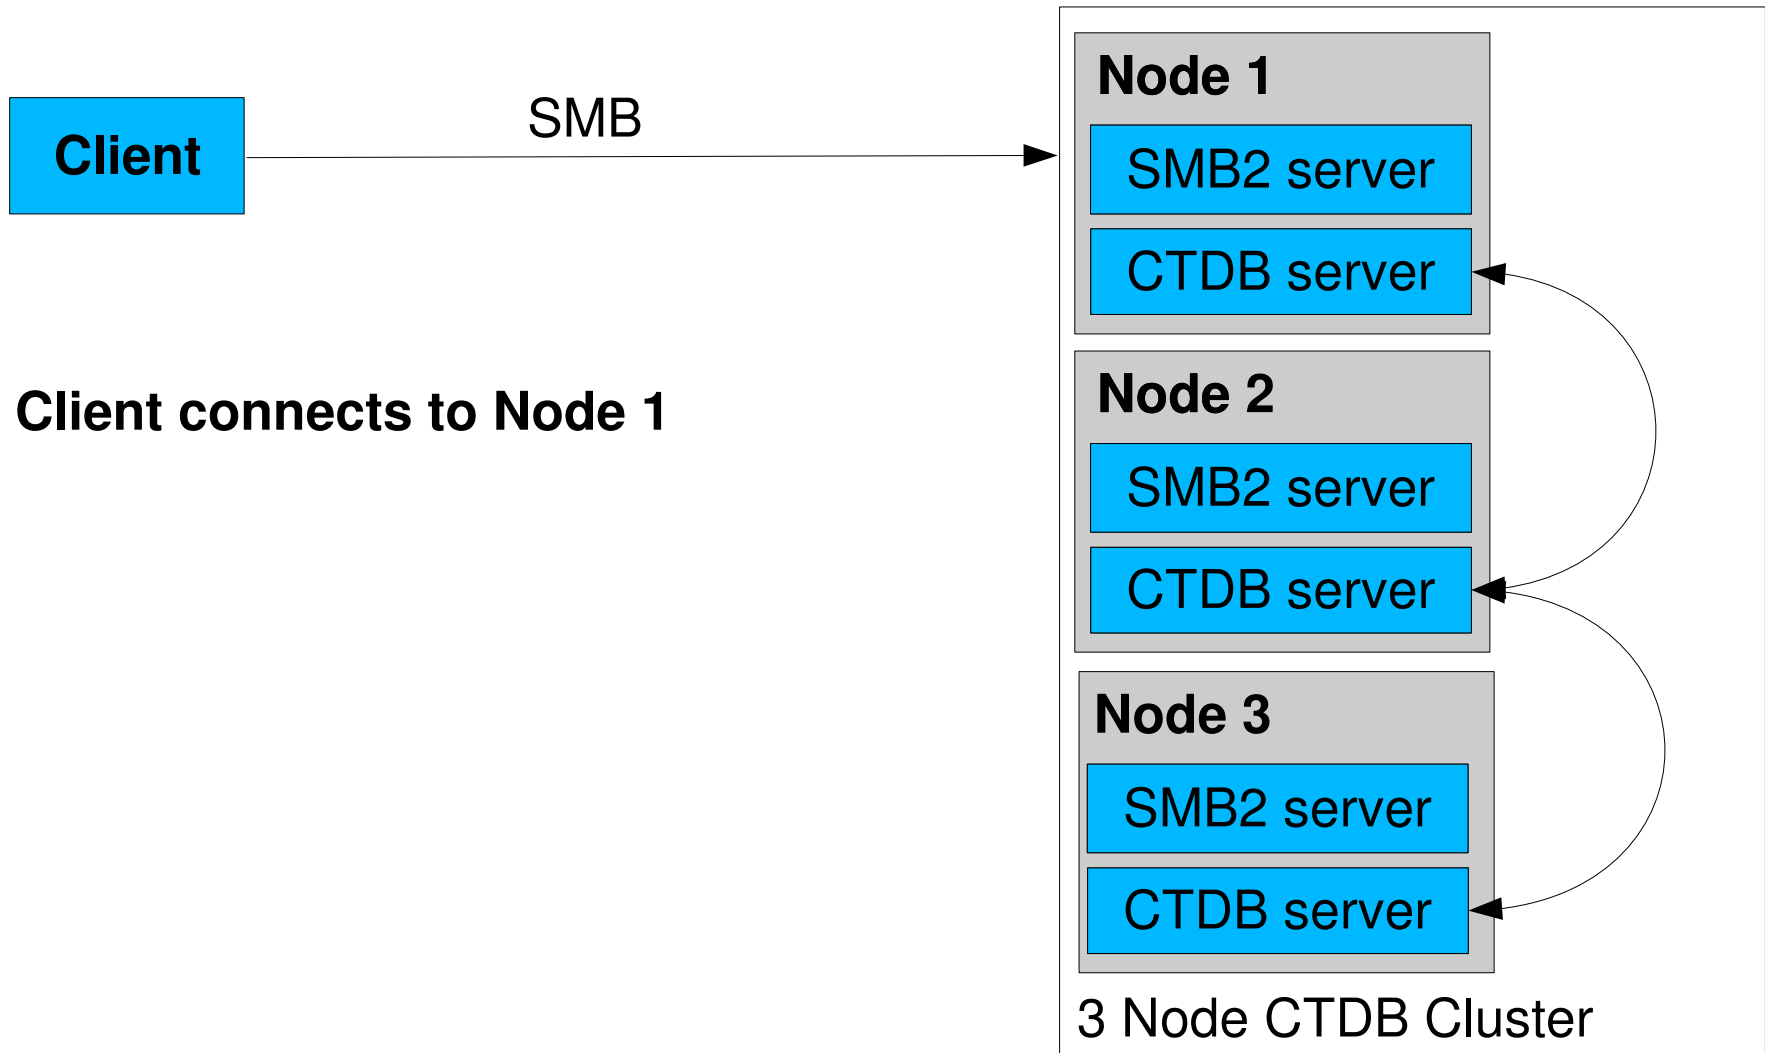 Client
SMB
Client connects to Node 1
Node 1
SMB2 server
CTDB server
Node 2
SMB2 server
CTDB server
Node 3
SMB2 server
CTDB server
3 Node CTDB Cluster